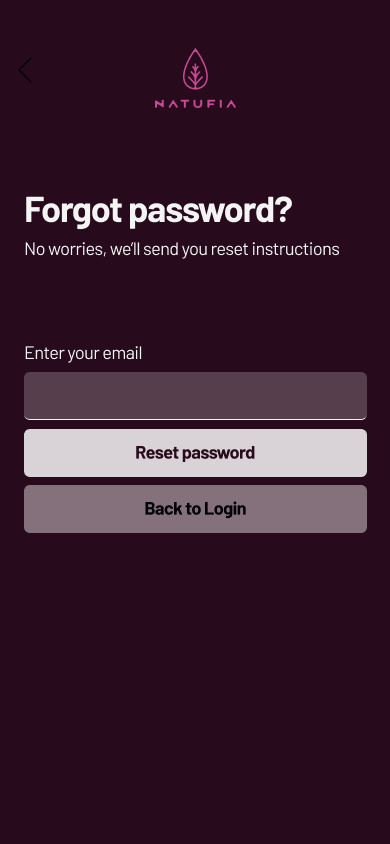 NATUFIA
Forgot password?
No worries, we'll send you reset instructions
Enter your email
Reset password
Back to Login